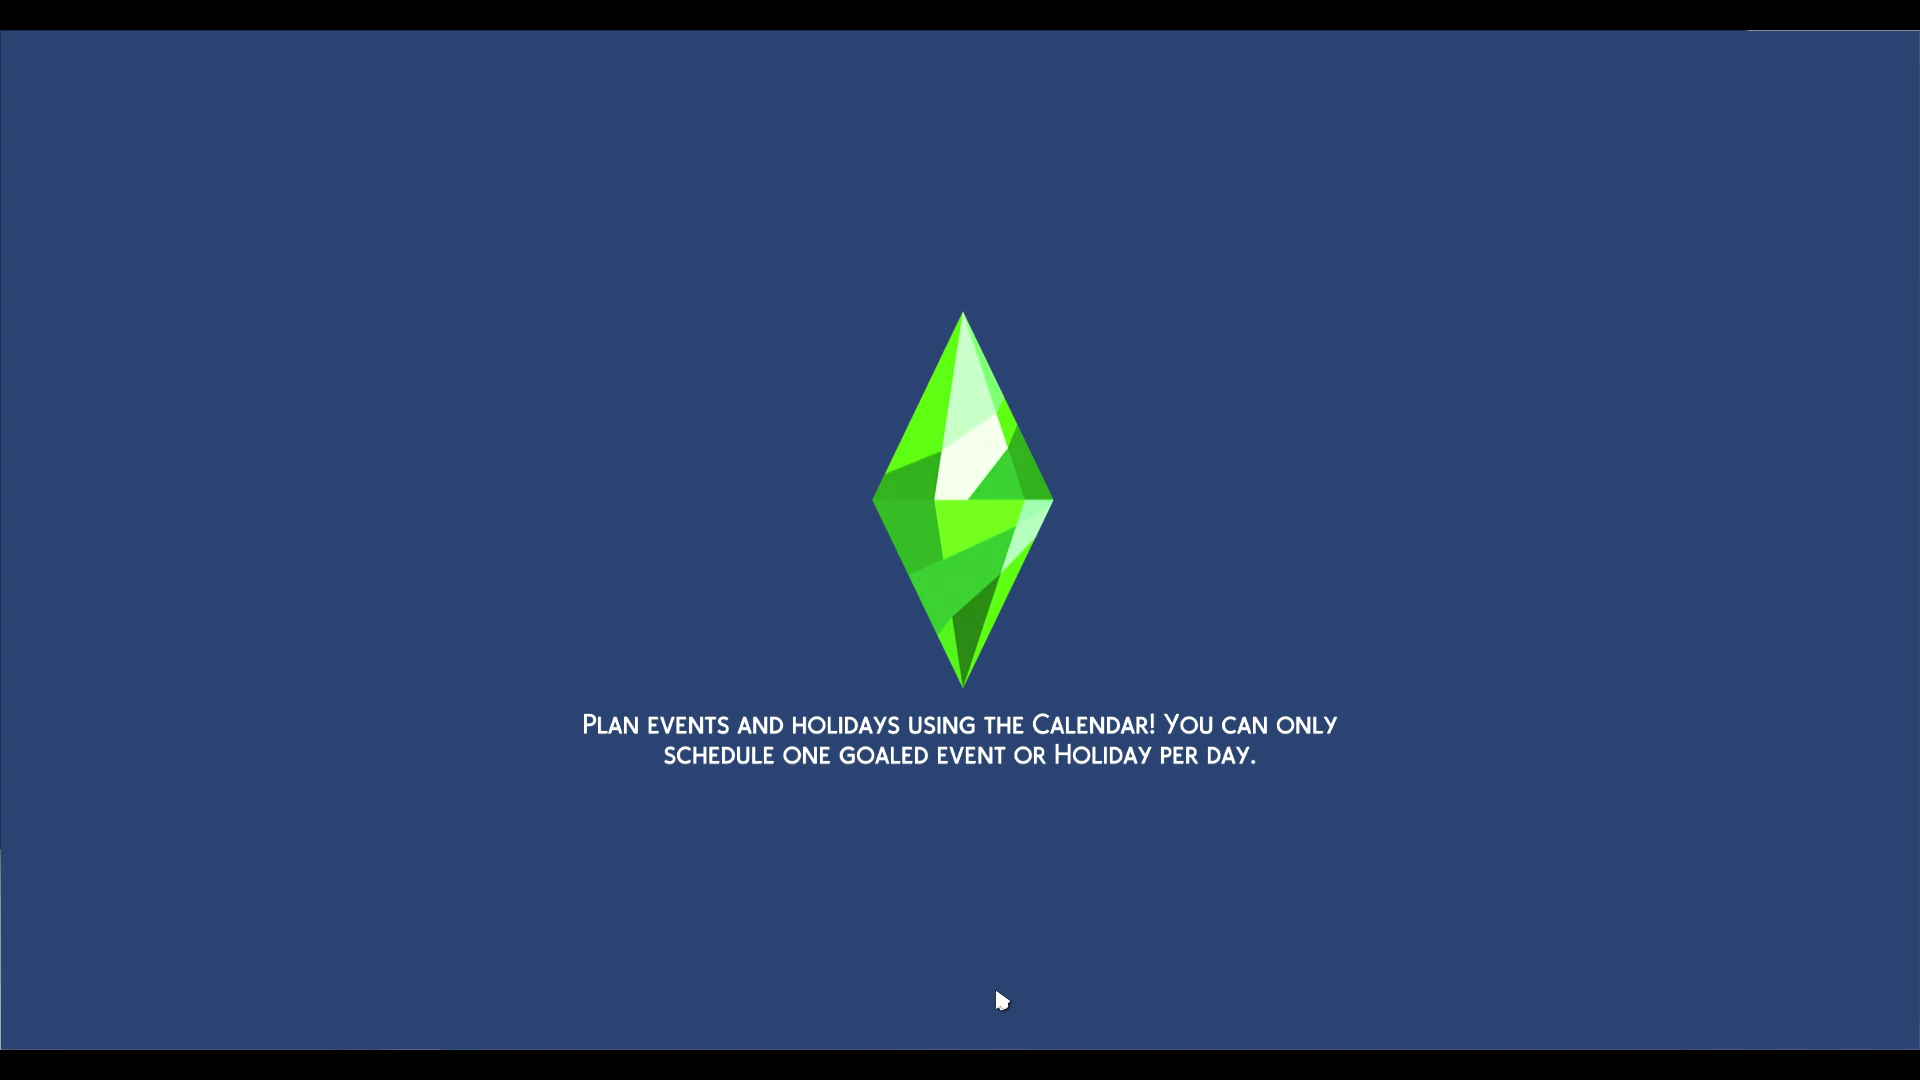 Plan events and holidays using the Calendar! You can only
schedule one goaled event or Holiday per day.